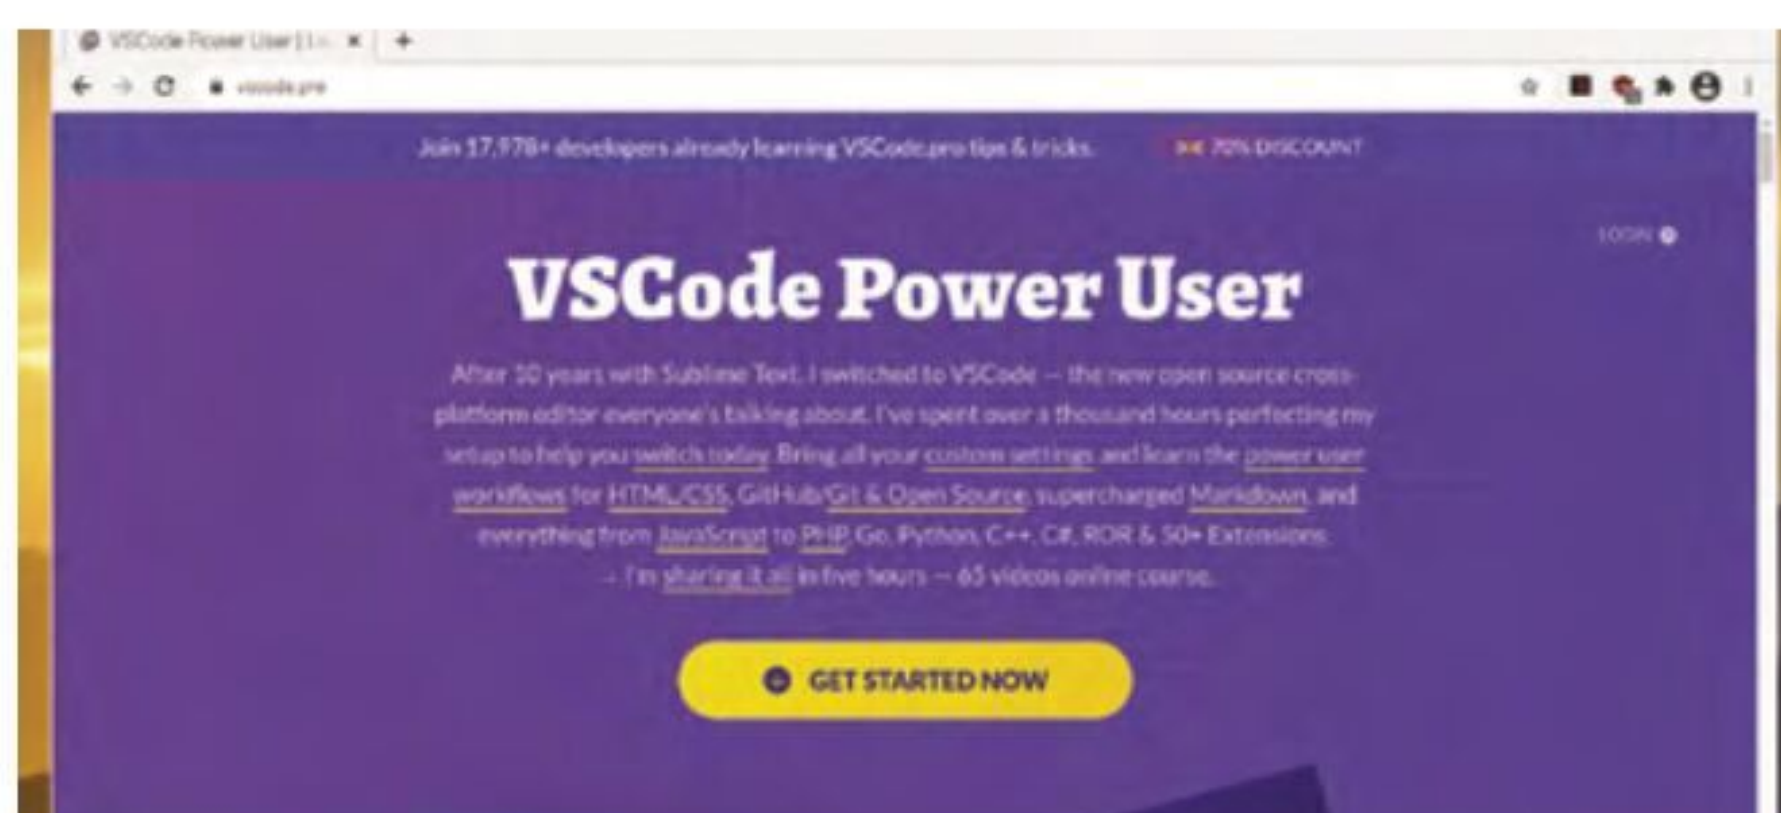 VSCode Power User
vscode.pro
Join 17,978+ developers already learning VSCode.pro tips & tricks.
70% DISCOUNT
LOGIN
VSCode Power User
After 10 years with Sublime Text, I switched to VSCode — the new open source cross-
platform editor everyone's talking about. I've spent over a thousand hours perfecting my
setup to help you switch today. Bring all your custom settings and learn the power user
workflows for HTML/CSS, GitHub/Git & Open Source, supercharged Markdown, and
everything from JavaScript to PHP, Go, Python, C++, C#, ROR & 50+ Extensions.
→ I'm sharing it all in five hours — 65 videos online course.
GET STARTED NOW